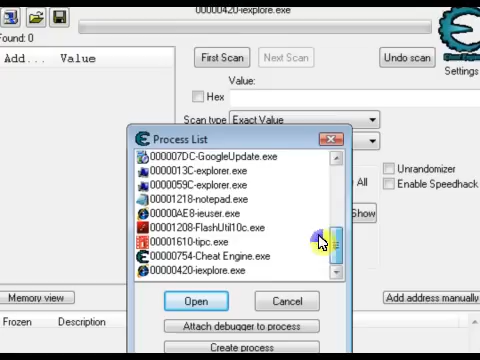 00000420-iexplore.exe
Found: 0
Add... Value
First Scan
Next Scan
Undo scan
Settings
Value:
Hex
Scan type
Exact Value
Process List
000007DC-GoogleUpdate.exe
0000013C-explorer.exe
0000059C-explorer.exe
00001218-notepad.exe
00000AE8-ieuser.exe
00001208-FlashUtil10c.exe
00001610-tipc.exe
00000754-Cheat Engine.exe
00000420-iexplore.exe
Unrandomizer
All
Enable Speedhack
Show
Open
Cancel
Memory view
Add address manually
Attach debugger to process
Frozen Description
Create process